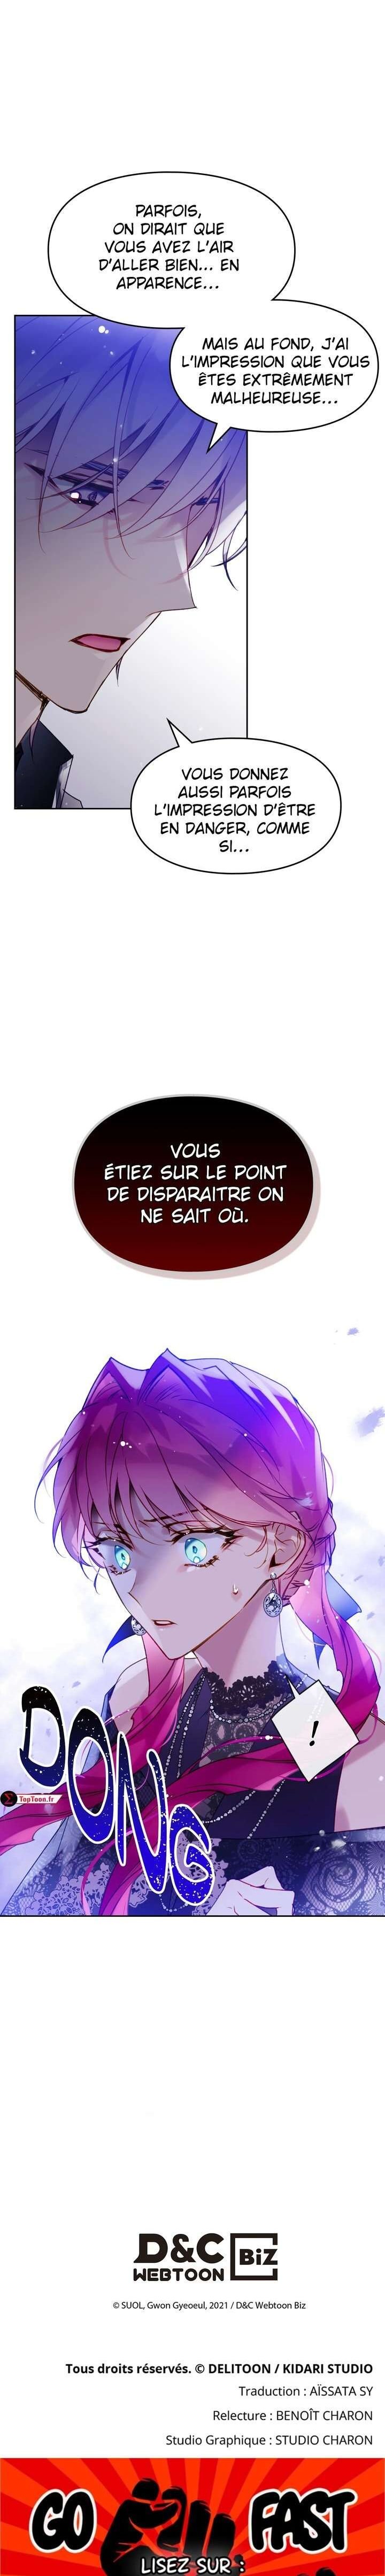 PARFOIS,
ON DIRAIT QUE
VOUS AVEZ L'AIR
D'ALLER BIEN... EN
APPARENCE...
MAIS AU FOND, J'AI
L'IMPRESSION QUE VOUS
ÊTES EXTRÊMEMENT
MALHEUREUSE...
VOUS DONNEZ
AUSSI PARFOIS
L'IMPRESSION D'ÊTRE
EN DANGER, COMME
SI...
VOUS
ÉTIEZ SUR LE POINT
DE DISPARAITRE ON
NE SAIT OÙ.
!
DONG
TopToon.fr
D&C
WEBTOON BiZ
© SUOL, Gwon Gyeoeul, 2021 / D&C Webtoon Biz
Tous droits réservés. © DELITOON / KIDARI STUDIO
Traduction : AÏSSATA SY
Relecture : BENOÎT CHARON
Studio Graphique : STUDIO CHARON
GO FAST
LISEZ SUR :